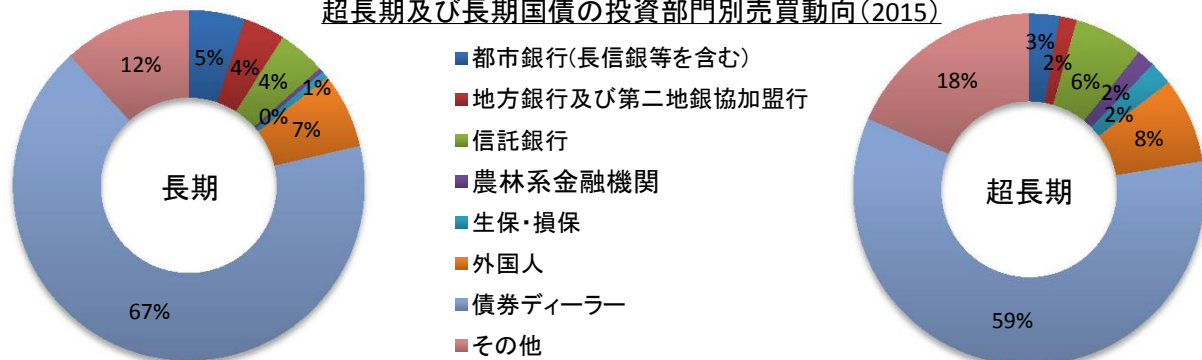 超長期及び長期国債の投資部門別売買動向(2015)
5%
4%
4%
0%
1%
7%
67%
12%
長期
都市銀行(長信銀等を含む)
地方銀行及び第二地銀協加盟行
信託銀行
農林系金融機関
生保・損保
外国人
債券ディーラー
その他
3%
2%
6%
2%
2%
8%
59%
18%
超長期